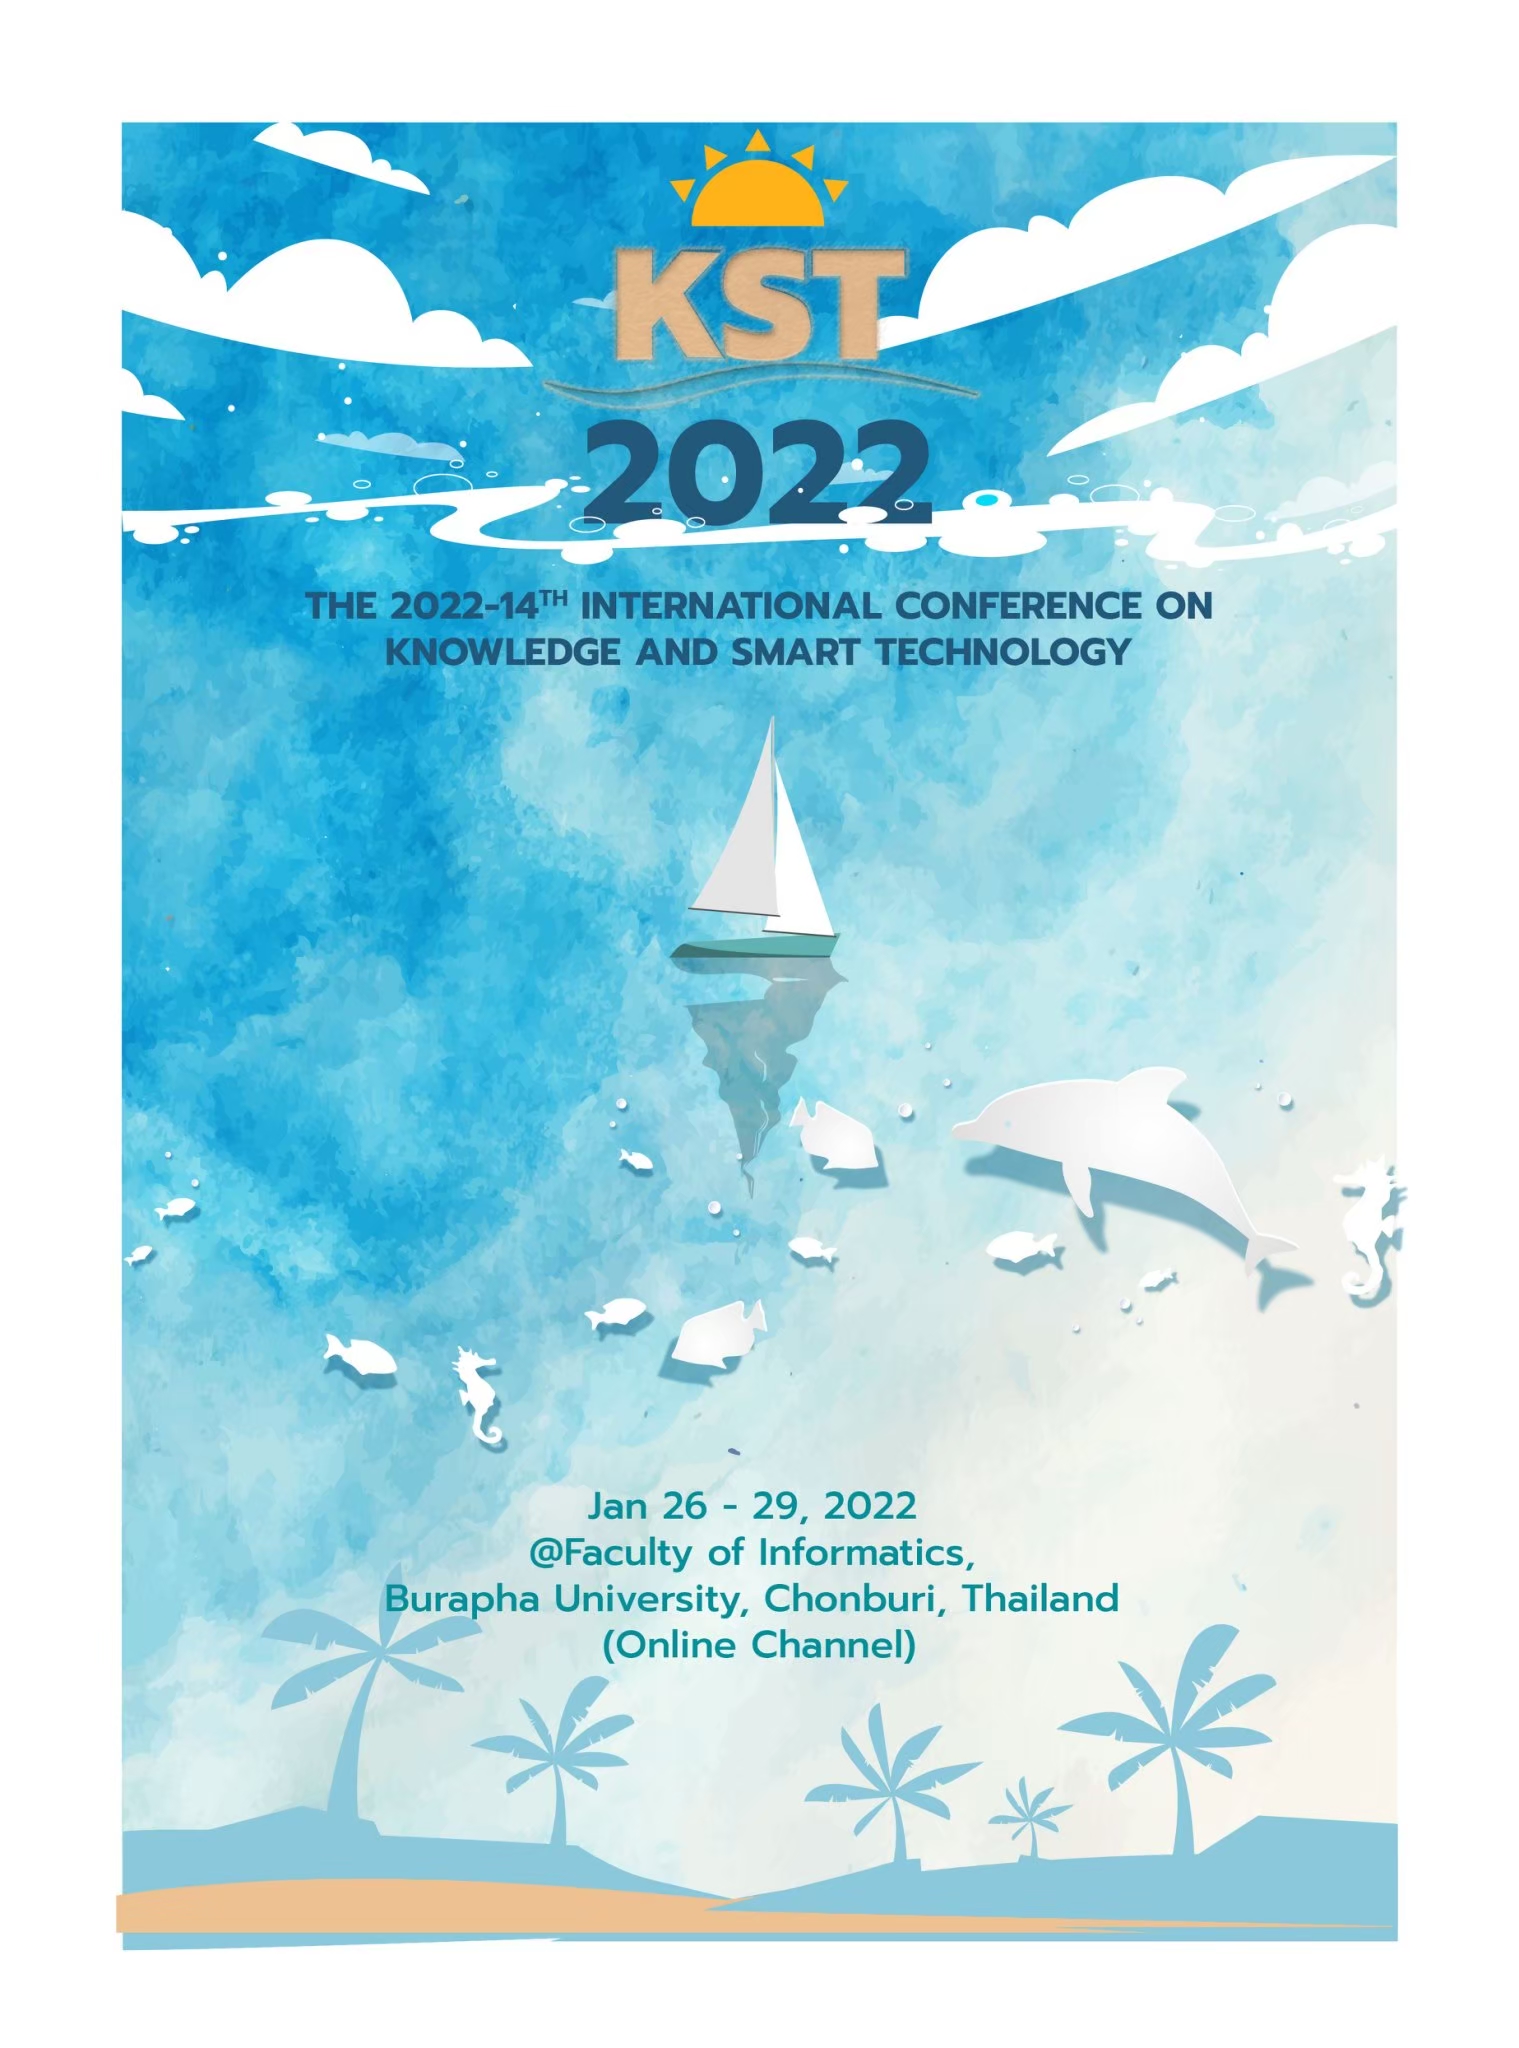 KST
2022
THE 2022-14TH INTERNATIONAL CONFERENCE ON
KNOWLEDGE AND SMART TECHNOLOGY
Jan 26 - 29, 2022
@Faculty of Informatics,
Burapha University, Chonburi, Thailand
(Online Channel)